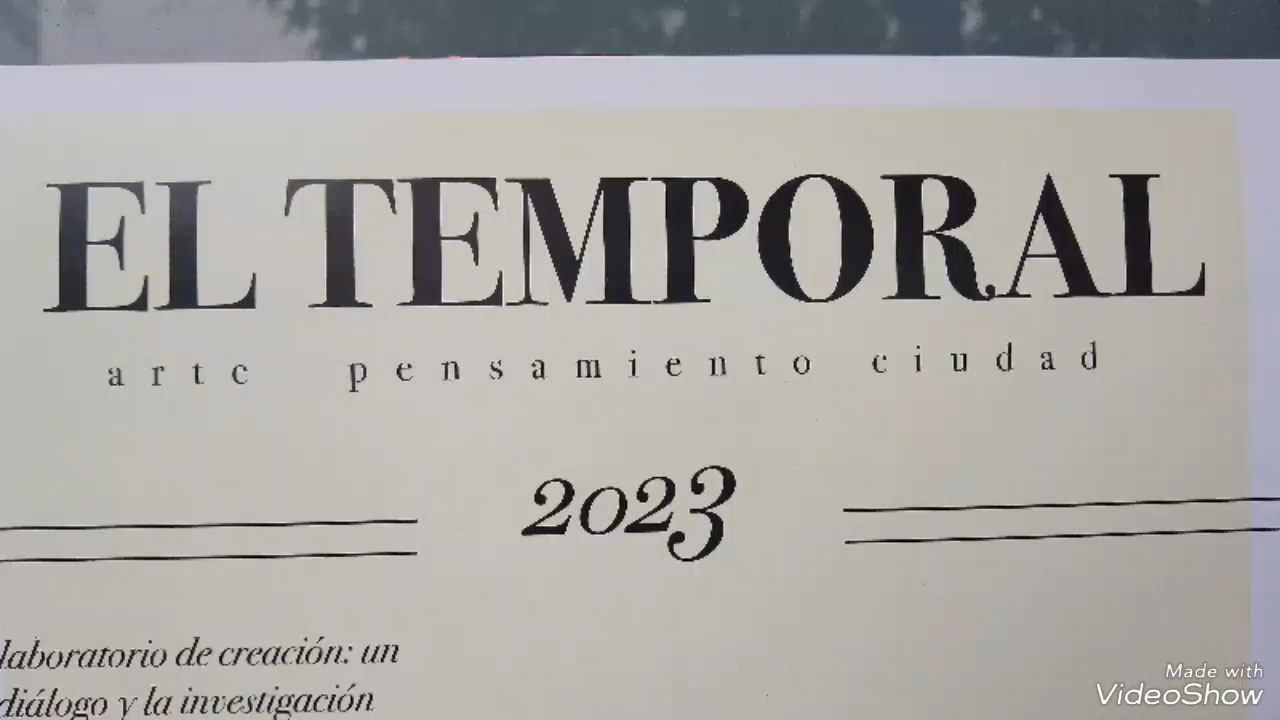 EL TEMPORAL
arte pensamiento ciudad
2023
laboratorio de creación: un
diálogo y la investigación
Made with
VideoShow